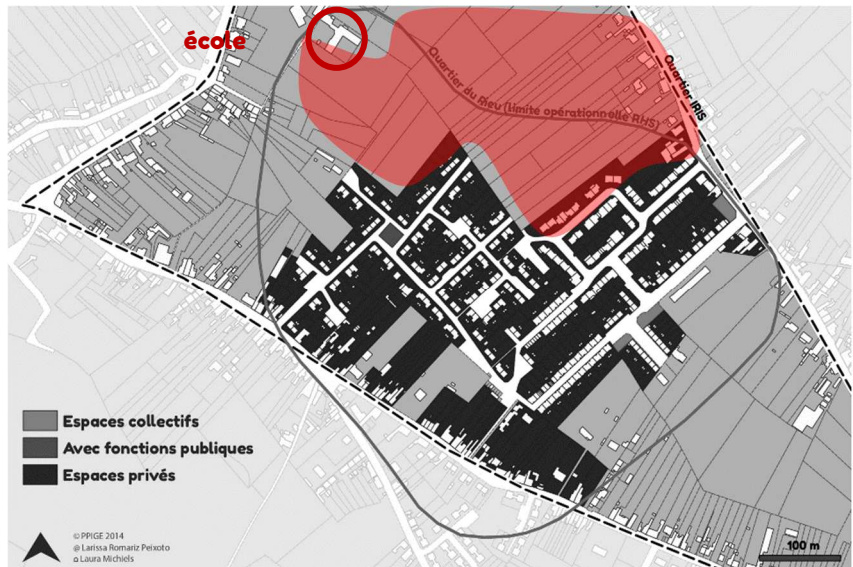 école
Quartier du Rieu (limite opérationnelle RHS)
Quartier IRIS
Espaces collectifs
Avec fonctions publiques
Espaces privés
© PPIGE 2014
@ Larissa Romariz Peixoto
Laura Michiels
100 m